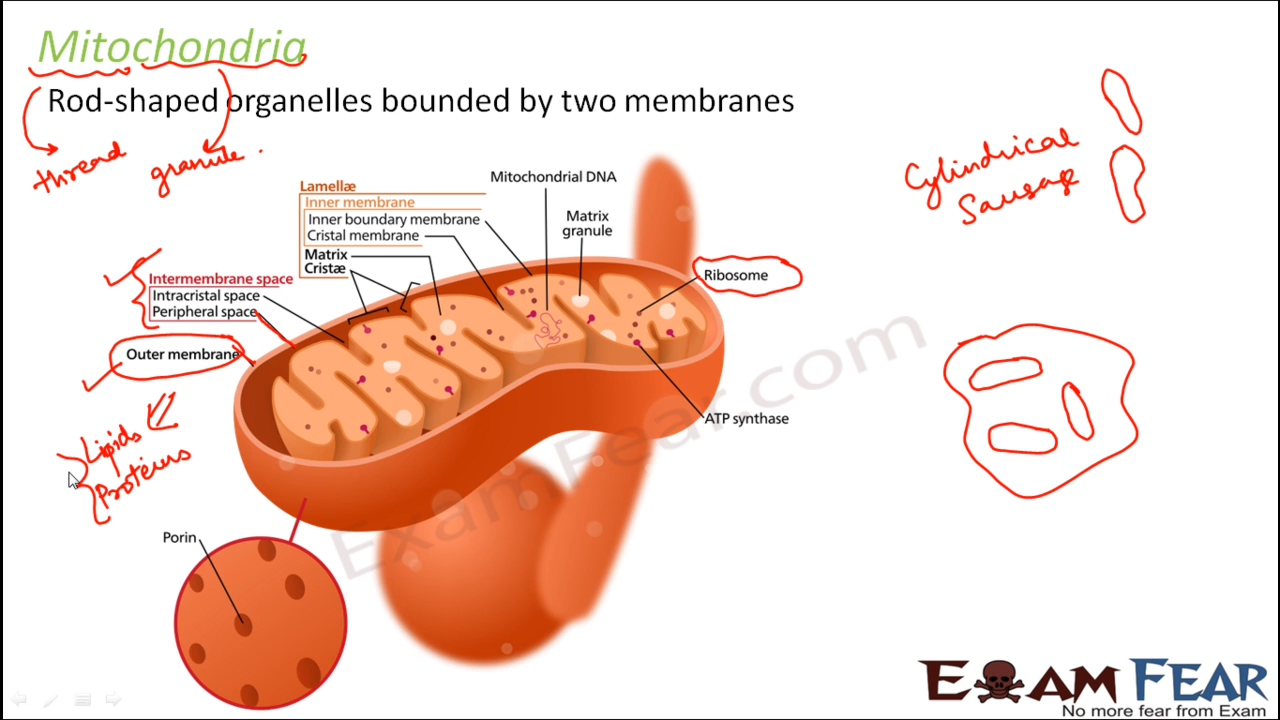 Mitochondria
Rod-shaped organelles bounded by two membranes
thread granule.
Cylindrical
Sausage
Lamellæ
Inner membrane
Inner boundary membrane
Cristal membrane
Matrix
Cristæ
Mitochondrial DNA
Matrix
granule
Ribosome
Intermembrane space
Intracristal space
Peripheral space
Outer membrane
ATP synthase
Lipids
Proteins
Porin
ExamFear.com
EXAM FEAR
No more fear from Exam